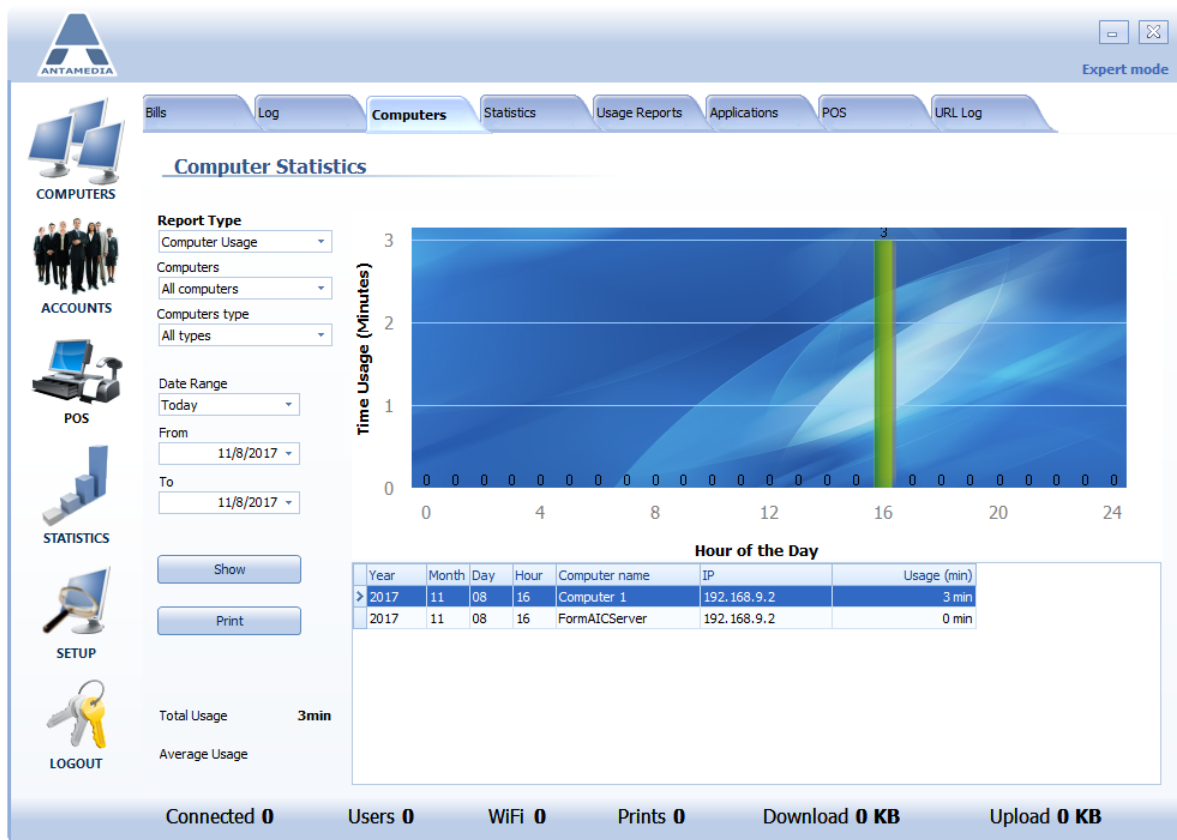 ANTAMEDIA
Expert mode
Bills Log Computers Statistics Usage Reports Applications POS URL Log
Computer Statistics
COMPUTERS
ACCOUNTS
POS
STATISTICS
SETUP
LOGOUT
Report Type
Computer Usage
Computers
All computers
Computers type
All types
Date Range
Today
From
11/8/2017
To
11/8/2017
Show
Print
Total Usage 3min
Average Usage
Time Usage (Minutes)
3
2
1
0
3
0 0 0 0 0 0 0 0 0 0 0 0 0 0 0 0 0 0 0 0 0 0 0 0
0 4 8 12 16 20 24
Hour of the Day
Year Month Day Hour Computer name IP Usage (min)
2017 11 08 16 Computer 1 192.168.9.2 3 min
2017 11 08 16 FormAICServer 192.168.9.2 0 min
Connected 0 Users 0 WiFi 0 Prints 0 Download 0 KB Upload 0 KB